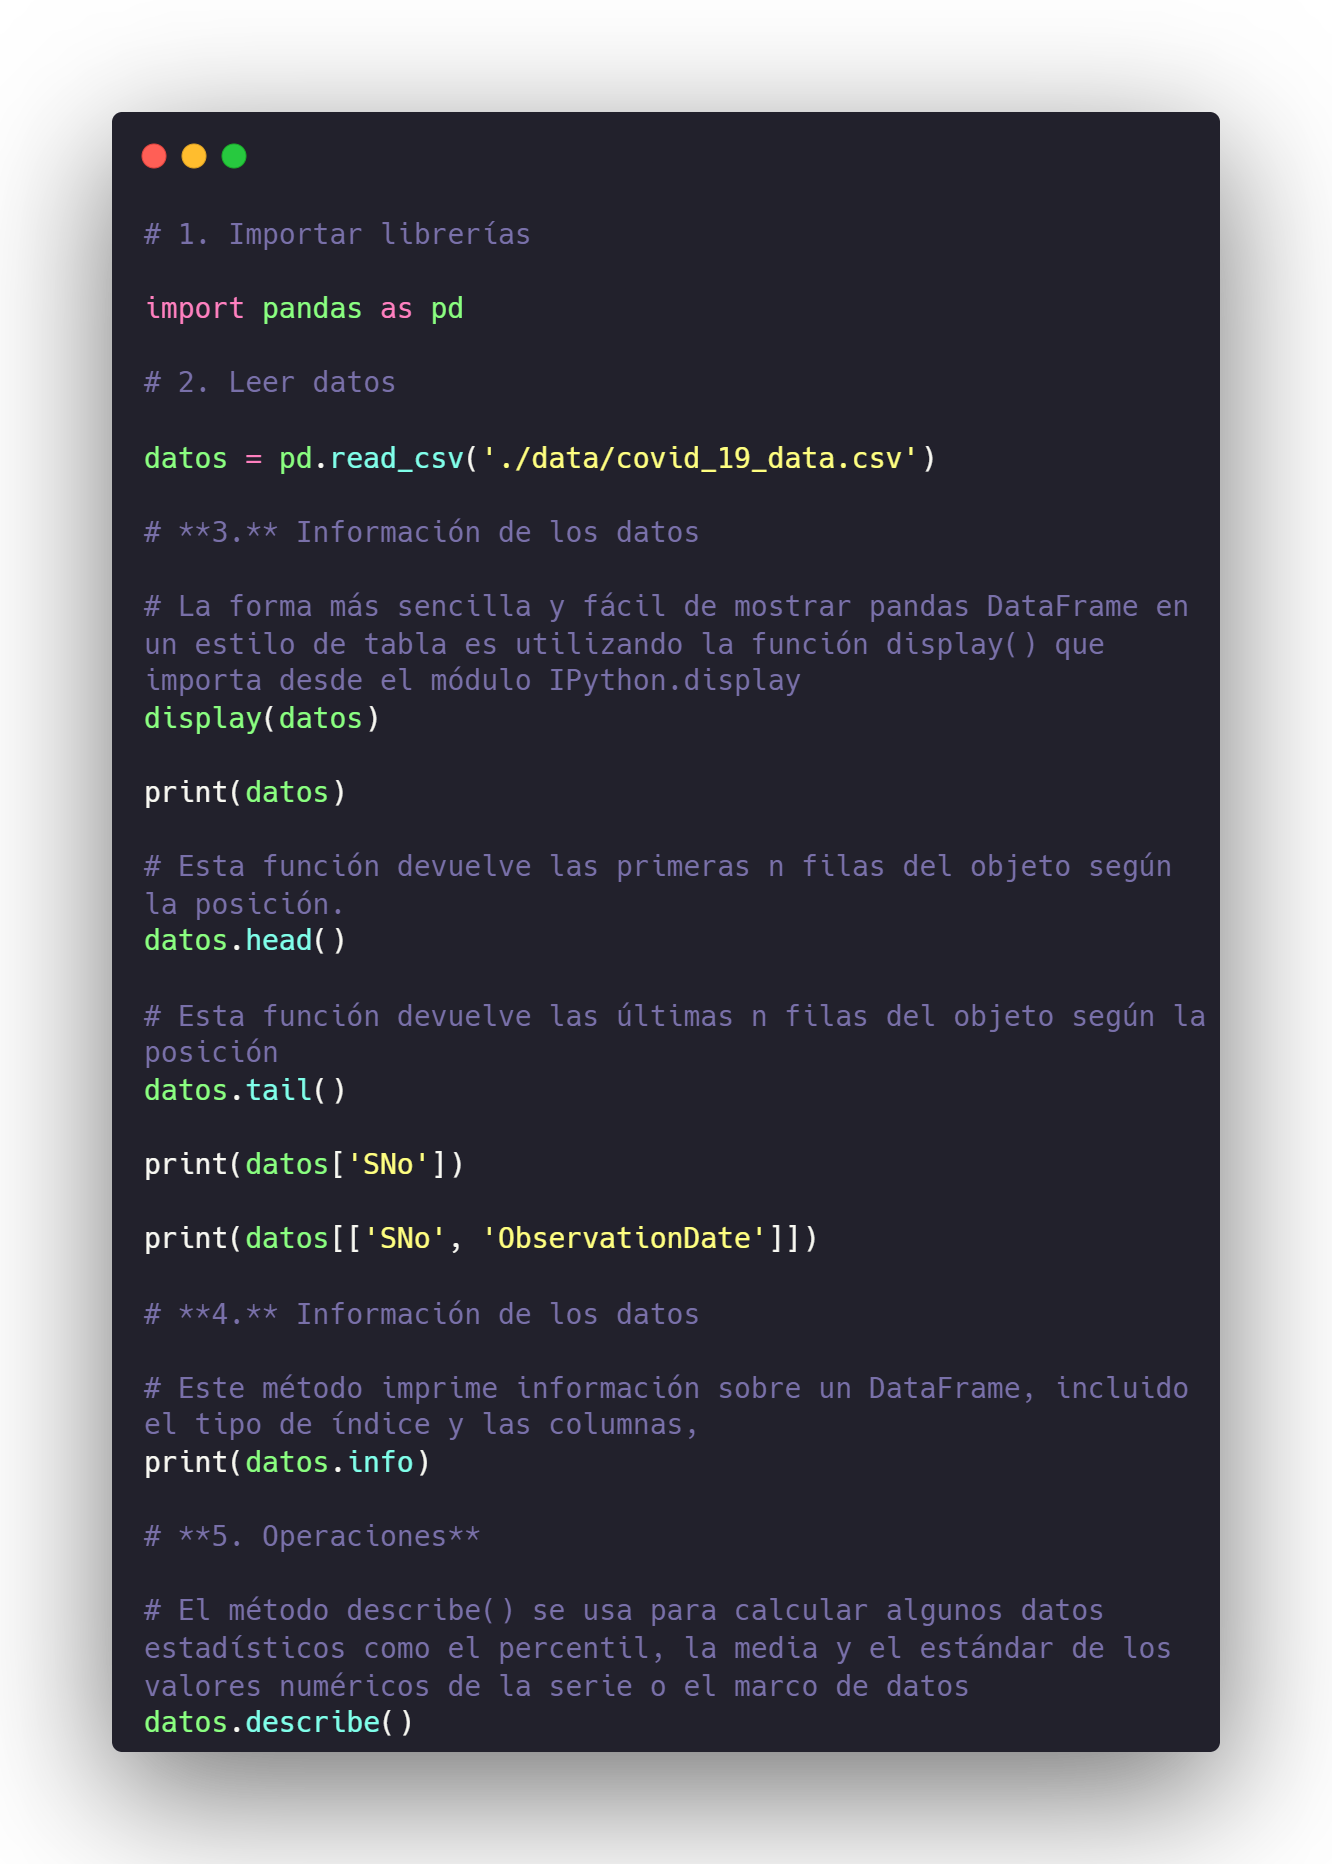 # 1. Importar librerías
import pandas as pd
# 2. Leer datos
datos = pd.read_csv('./data/covid_19_data.csv')
# **3.** Información de los datos
# La forma más sencilla y fácil de mostrar pandas DataFrame en
un estilo de tabla es utilizando la función display() que
importa desde el módulo IPython.display
display(datos)
print(datos)
# Esta función devuelve las primeras n filas del objeto según
la posición.
datos.head()
# Esta función devuelve las últimas n filas del objeto según la
posición
datos.tail()
print(datos['SNo'])
print(datos[['SNo', 'ObservationDate']])
# **4.** Información de los datos
# Este método imprime información sobre un DataFrame, incluido
el tipo de índice y las columnas,
print(datos.info)
# **5. Operaciones**
# El método describe() se usa para calcular algunos datos
estadísticos como el percentil, la media y el estándar de los
valores numéricos de la serie o el marco de datos
datos.describe()